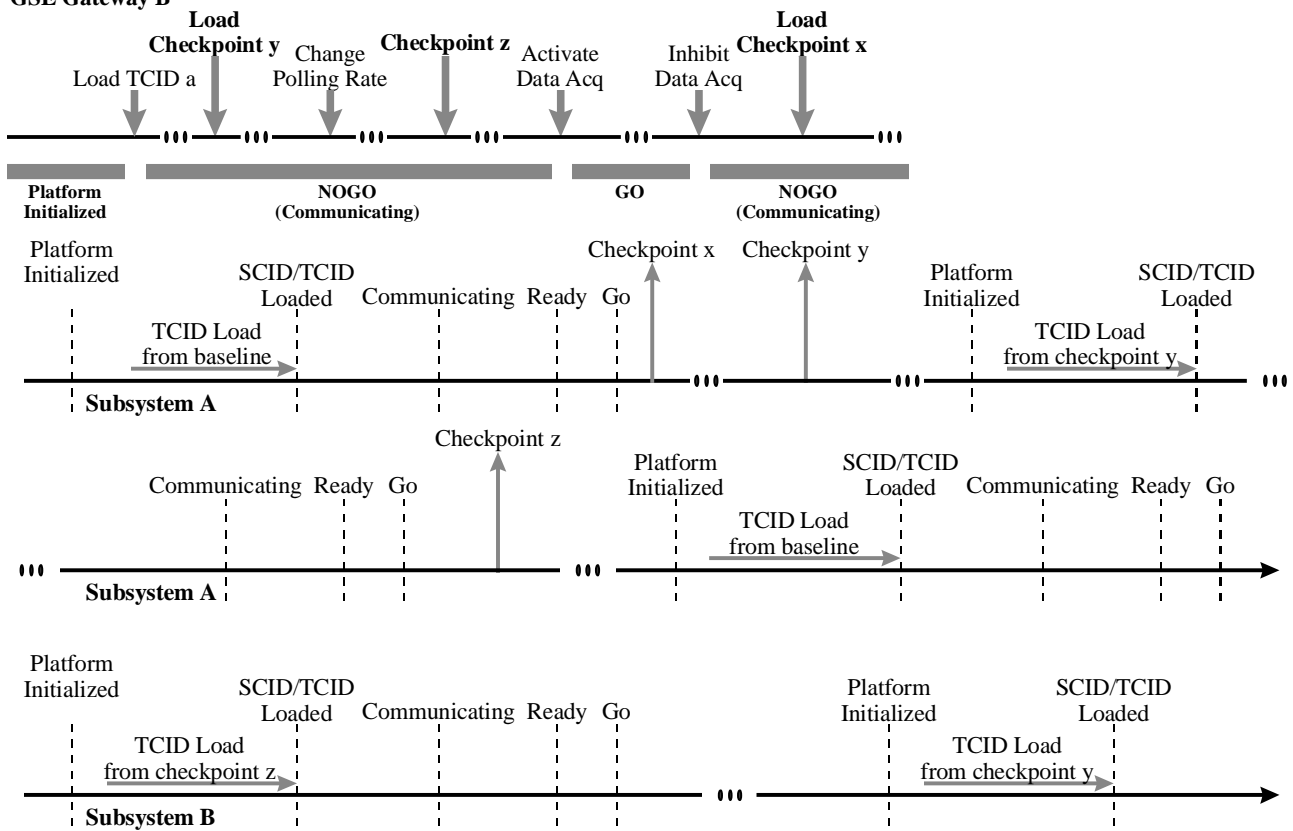 GSE Gateway B
Load
Checkpoint y
Load
Checkpoint x
Checkpoint z
Change
Polling Rate
Activate
Data Acq
Inhibit
Data Acq
Load TCID a
Platform
Initialized
NOGO
(Communicating)
GO
NOGO
(Communicating)
Platform
Initialized
SCID/TCID
Loaded
Communicating
Ready
Go
Checkpoint x
Checkpoint y
Platform
Initialized
SCID/TCID
Loaded
TCID Load
from baseline
TCID Load
from checkpoint y
Subsystem A
Checkpoint z
Communicating
Ready
Go
Platform
Initialized
SCID/TCID
Loaded
Communicating
Ready
Go
TCID Load
from baseline
Subsystem A
Platform
Initialized
SCID/TCID
Loaded
Communicating
Ready
Go
Platform
Initialized
SCID/TCID
Loaded
TCID Load
from checkpoint z
TCID Load
from checkpoint y
Subsystem B